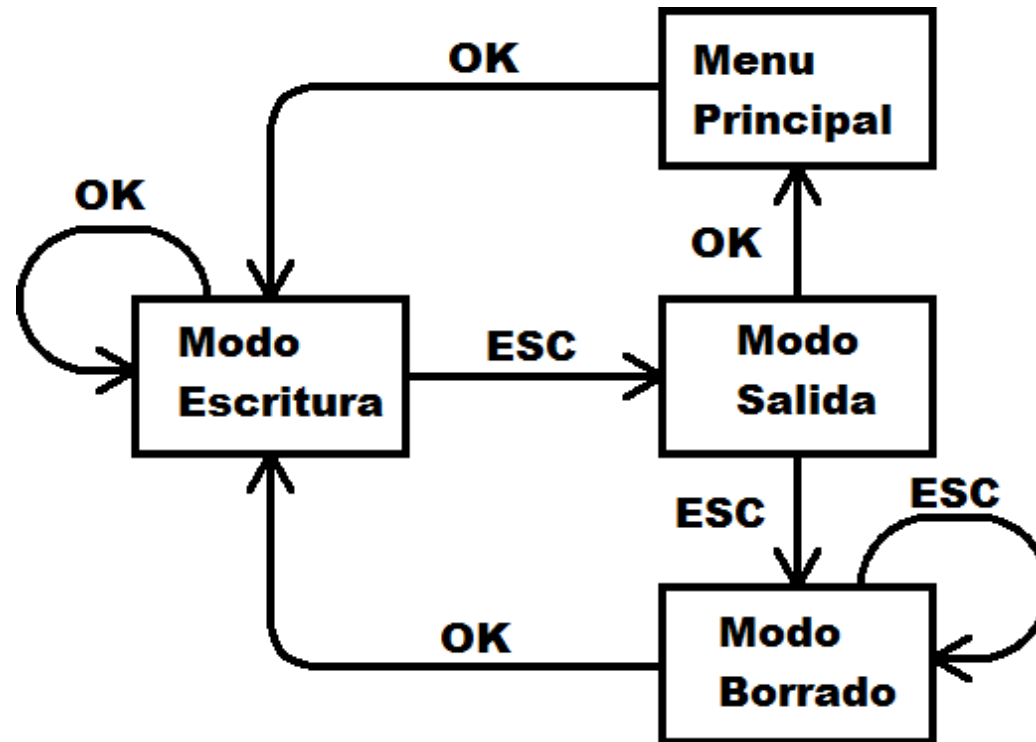 OK
Menu
Principal
OK
OK
Modo
Escritura
ESC
Modo
Salida
ESC
ESC
OK
Modo
Borrado